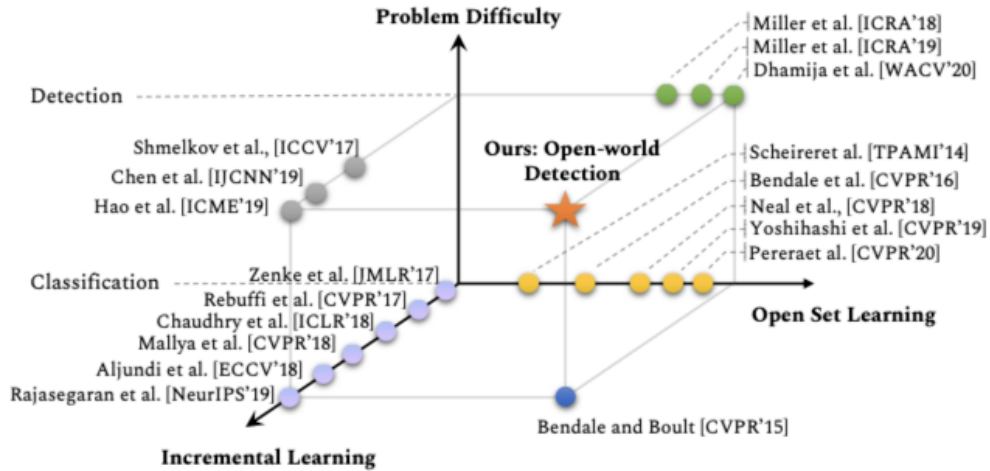 Problem Difficulty
Miller et al. [ICRA'18]
Miller et al. [ICRA'19]
Dhamija et al. [WACV'20]
Detection
Shmelkov et al., [ICCV'17]
Chen et al. [IJCNN'19]
Hao et al. [ICME'19]
Ours: Open-world
Detection
Scheireret al. [TPAMI'14]
Bendale et al. [CVPR'16]
Neal et al., [CVPR'18]
Yoshihashi et al. [CVPR'19]
Pereraet al. [CVPR'20]
Classification
Zenke et al. [JMLR'17]
Rebuffi et al. [CVPR'17]
Chaudhry et al. [ICLR'18]
Mallya et al. [CVPR'18]
Aljundi et al. [ECCV'18]
Rajasegaran et al. [NeurIPS'19]
Open Set Learning
Bendale and Boult [CVPR'15]
Incremental Learning